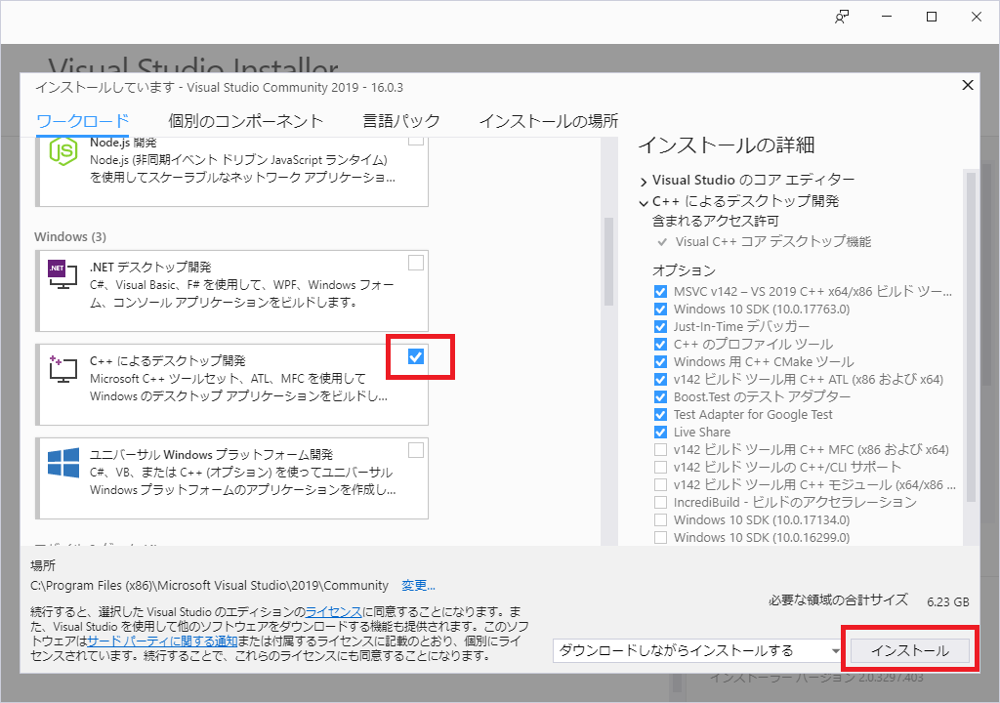 Visual Studio Installer
インストールしています - Visual Studio Community 2019 - 16.0.3
ワークロード 個別のコンポーネント 言語パック インストールの場所
Node.js 開発
Node.js (非同期イベント ドリブン JavaScript ランタイム)
を使用してスケーラブルなネットワーク アプリケーショ...
Windows (3)
.NET
.NET デスクトップ開発
C#、Visual Basic、F# を使用して、WPF、Windows フォー
ム、コンソール アプリケーションをビルドします。
C++ によるデスクトップ開発
Microsoft C++ ツールセット、ATL、MFC を使用して
Windows のデスクトップ アプリケーションをビルドし...
ユニバーサル Windows プラットフォーム開発
C#、VB、または C++ (オプション) を使ってユニバーサル
Windows プラットフォームのアプリケーションを作成し...
インストールの詳細
Visual Studio のコア エディター
C++ によるデスクトップ開発
含まれるアクセス許可
Visual C++ コア デスクトップ機能
オプション
MSVC v142 – VS 2019 C++ x64/x86 ビルド ツー...
Windows 10 SDK (10.0.17763.0)
Just-In-Time デバッガー
C++ のプロファイル ツール
Windows 用 C++ CMake ツール
v142 ビルド ツール用 C++ ATL (x86 および x64)
Boost.Test のテスト アダプター
Test Adapter for Google Test
Live Share
v142 ビルド ツール用 C++ MFC (x86 および x64)
v142 ビルド ツールの C++/CLI サポート
v142 ビルド ツール用 C++ モジュール (x64/x86 ...
IncrediBuild - ビルドのアクセラレーション
Windows 10 SDK (10.0.17134.0)
Windows 10 SDK (10.0.16299.0)
場所
C:\Program Files (x86)\Microsoft Visual Studio\2019\Community 変更...
続行すると、選択した Visual Studio のエディションのライセンスに同意することになります。ま
た、Visual Studio を使用して他のソフトウェアをダウンロードする機能も提供されます。このソフ
トウェアはサード パーティに関する通知または付属するライセンスに記載のとおり、個別にライ
センスされています。続行することで、これらのライセンスにも同意することになります。
必要な領域の合計サイズ 6.23 GB
ダウンロードしながらインストールする
インストール
インストーラー バージョン 2.0.3297.403